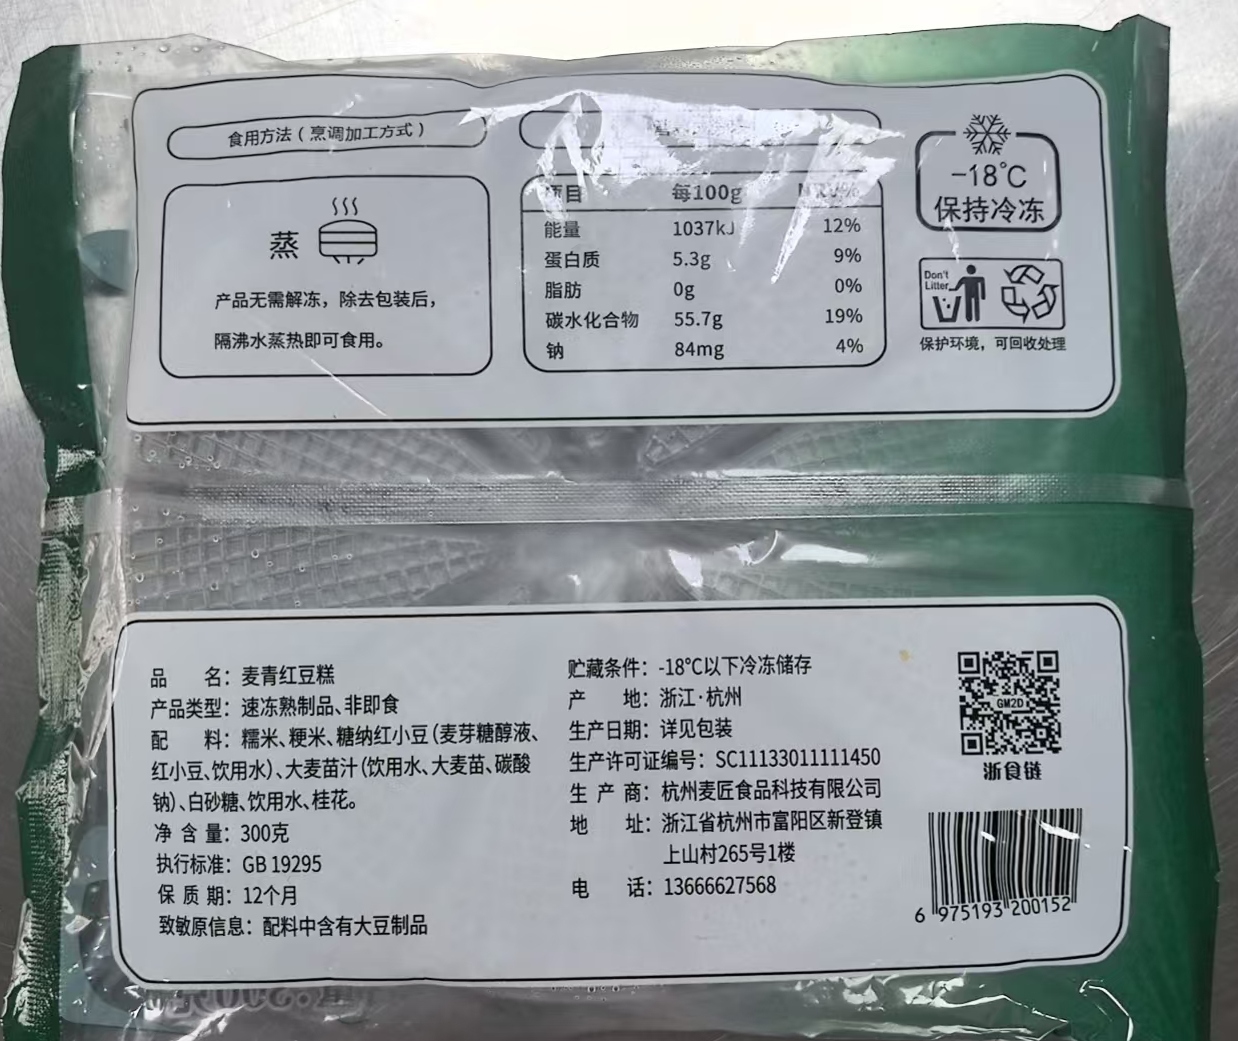 食用方法（烹调加工方式）
蒸
产品无需解冻，除去包装后，
隔沸水蒸热即可食用。
项目 每100g NRV%
能量 1037kJ 12%
蛋白质 5.3g 9%
脂肪 0g 0%
碳水化合物 55.7g 19%
钠 84mg 4%
-18℃
保持冷冻
Don't
Litter
保护环境，可回收处理
品 名：麦青红豆糕
产品类型：速冻熟制品、非即食
配 料：糯米、粳米、糖纳红小豆（麦芽糖醇液、
红小豆、饮用水）、大麦苗汁（饮用水、大麦苗、碳酸
钠）、白砂糖、饮用水、桂花。
净 含 量：300克
执行标准：GB 19295
保 质 期：12个月
致敏原信息：配料中含有大豆制品
贮藏条件：-18℃以下冷冻储存
产 地：浙江·杭州
生产日期：详见包装
生产许可证编号：SC11133011111450
生 产 商：杭州麦匠食品科技有限公司
地 址：浙江省杭州市富阳区新登镇
上山村265号1楼
电 话：13666627568
GM2D
浙食链
6 975193 200152